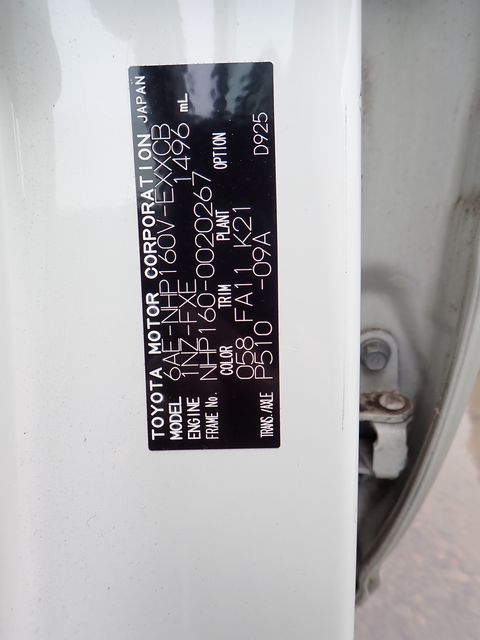 TOYOTA MOTOR CORPORATION JAPAN
MODEL 6AE-NHP160V-EXXCB
ENGINE 1NZ-FXE 1496 mL
FRAME No. NHP160-0020267
COLOR TRIM PLANT OPTION
058 FA11 K21
TRANS./AXLE P510 -09A D925